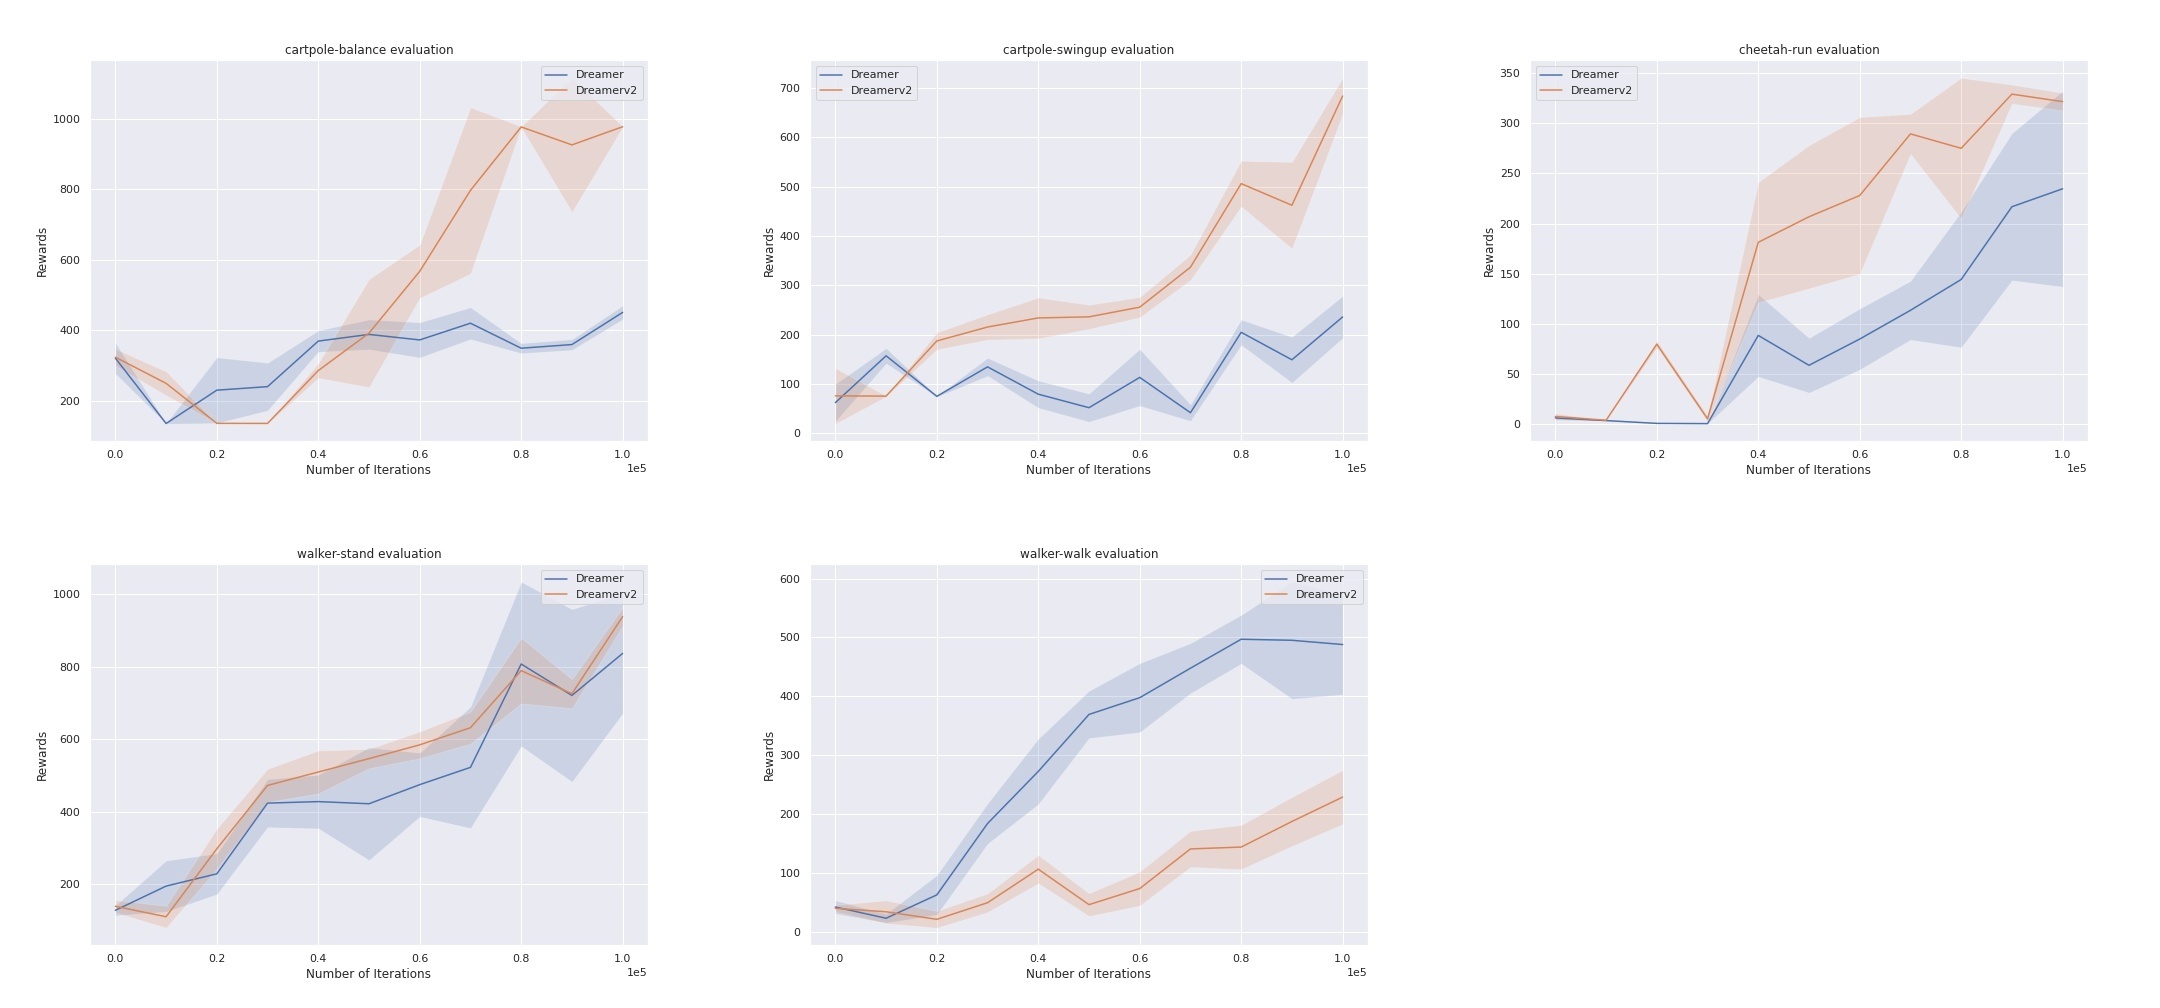 cartpole-balance evaluation
Dreamer
Dreamerv2
Rewards
1000
800
600
400
200
0.0 0.2 0.4 0.6 0.8 1.0
Number of Iterations
1e5
cartpole-swingup evaluation
Dreamer
Dreamerv2
Rewards
700
600
500
400
300
200
100
0
0.0 0.2 0.4 0.6 0.8 1.0
Number of Iterations
1e5
cheetah-run evaluation
Dreamer
Dreamerv2
Rewards
350
300
250
200
150
100
50
0
0.0 0.2 0.4 0.6 0.8 1.0
Number of Iterations
1e5
walker-stand evaluation
Dreamer
Dreamerv2
Rewards
1000
800
600
400
200
0.0 0.2 0.4 0.6 0.8 1.0
Number of Iterations
1e5
walker-walk evaluation
Dreamer
Dreamerv2
Rewards
600
500
400
300
200
100
0
0.0 0.2 0.4 0.6 0.8 1.0
Number of Iterations
1e5